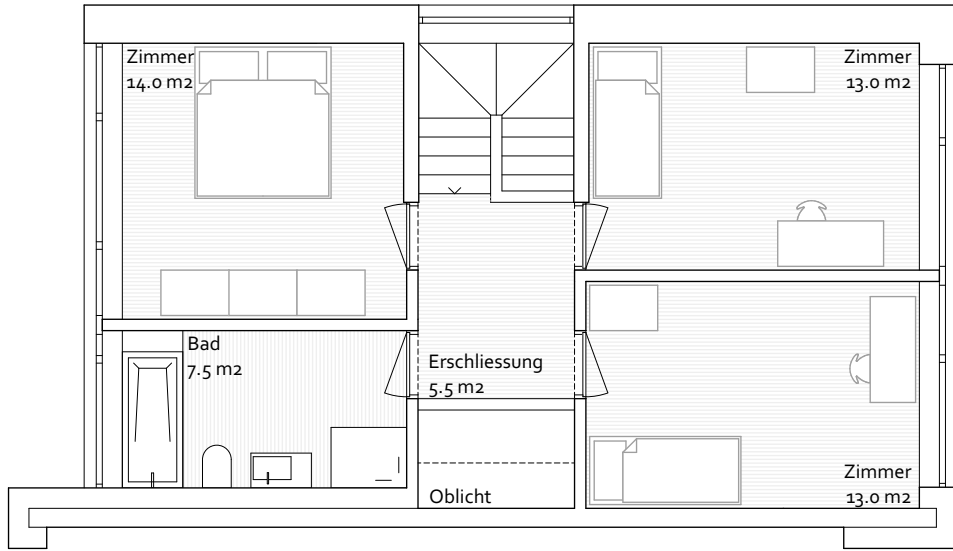 Zimmer
14.0 m2
Zimmer
13.0 m2
Bad
7.5 m2
Erschliessung
5.5 m2
Oblicht
Zimmer
13.0 m2